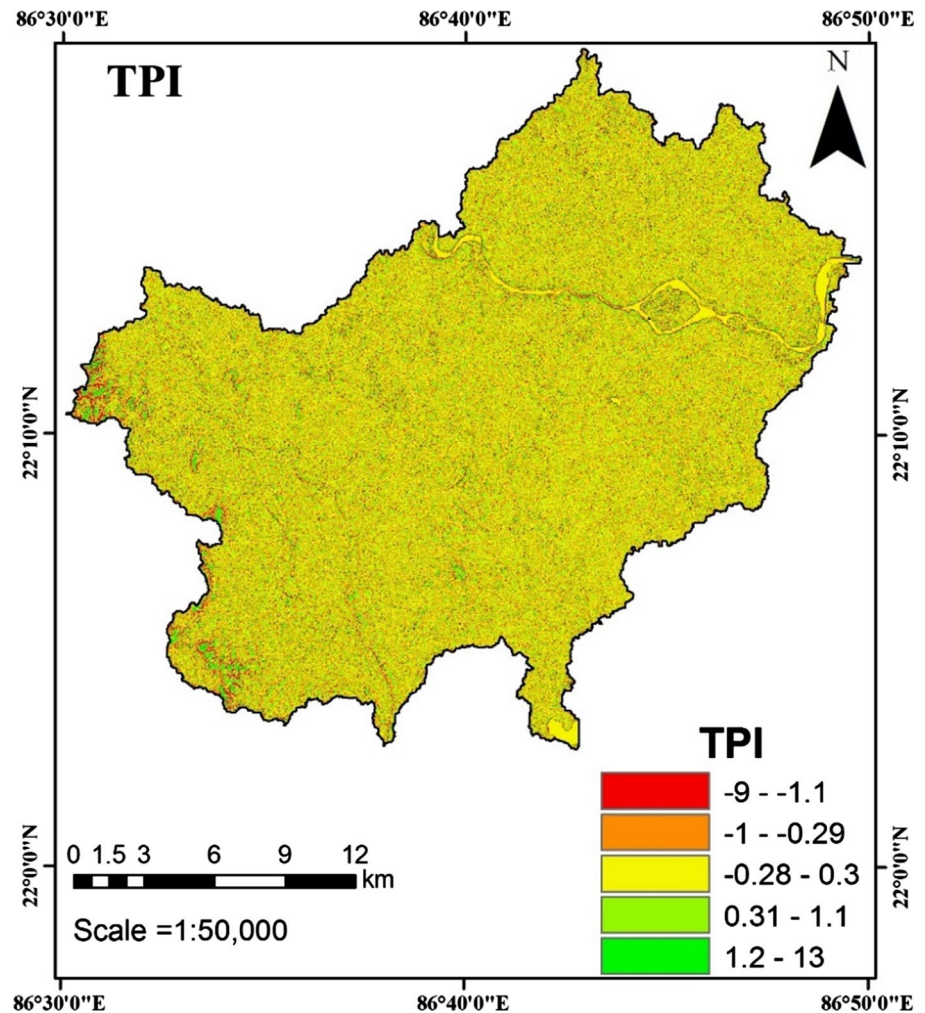 86°30'0"E 86°40'0"E 86°50'0"E
TPI
N
22°10'0"N 22°10'0"N
22°0'0"N 22°0'0"N
TPI
-9 - -1.1
-1 - -0.29
-0.28 - 0.3
0.31 - 1.1
1.2 - 13
0 1.5 3 6 9 12
km
Scale =1:50,000
86°30'0"E 86°40'0"E 86°50'0"E